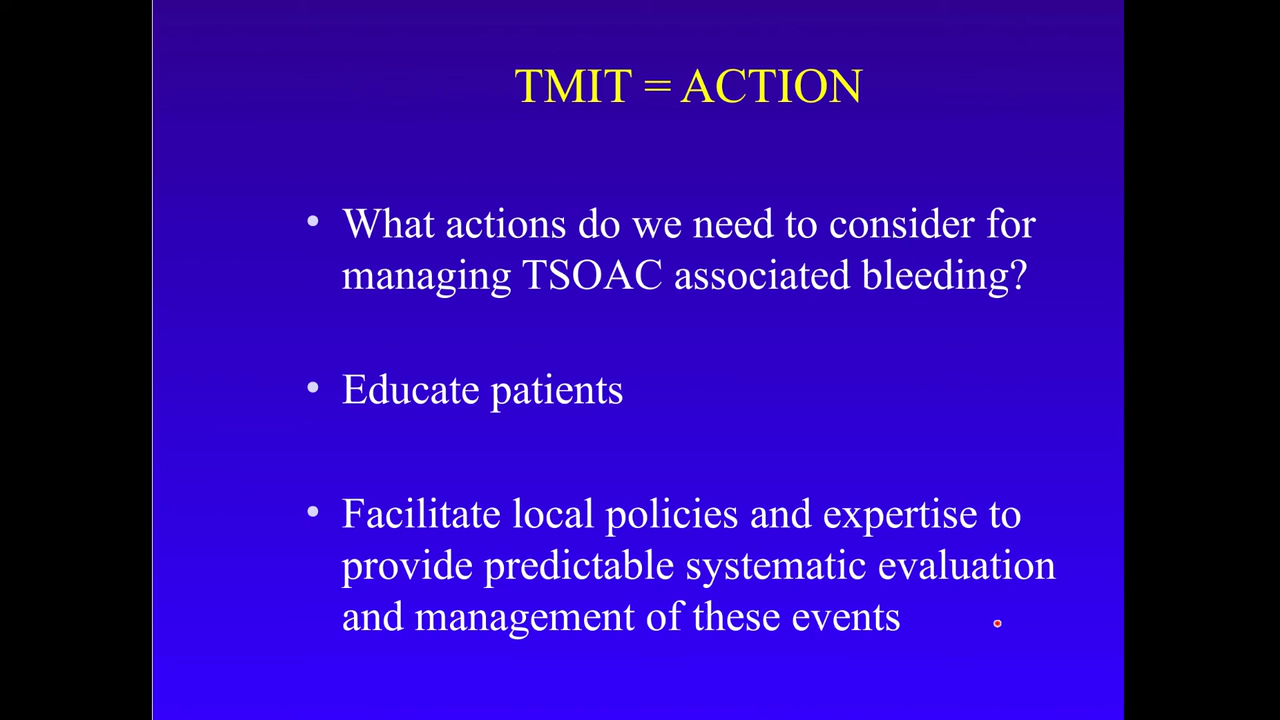 TMIT = ACTION
• What actions do we need to consider for
managing TSOAC associated bleeding?
• Educate patients
• Facilitate local policies and expertise to
provide predictable systematic evaluation
and management of these events